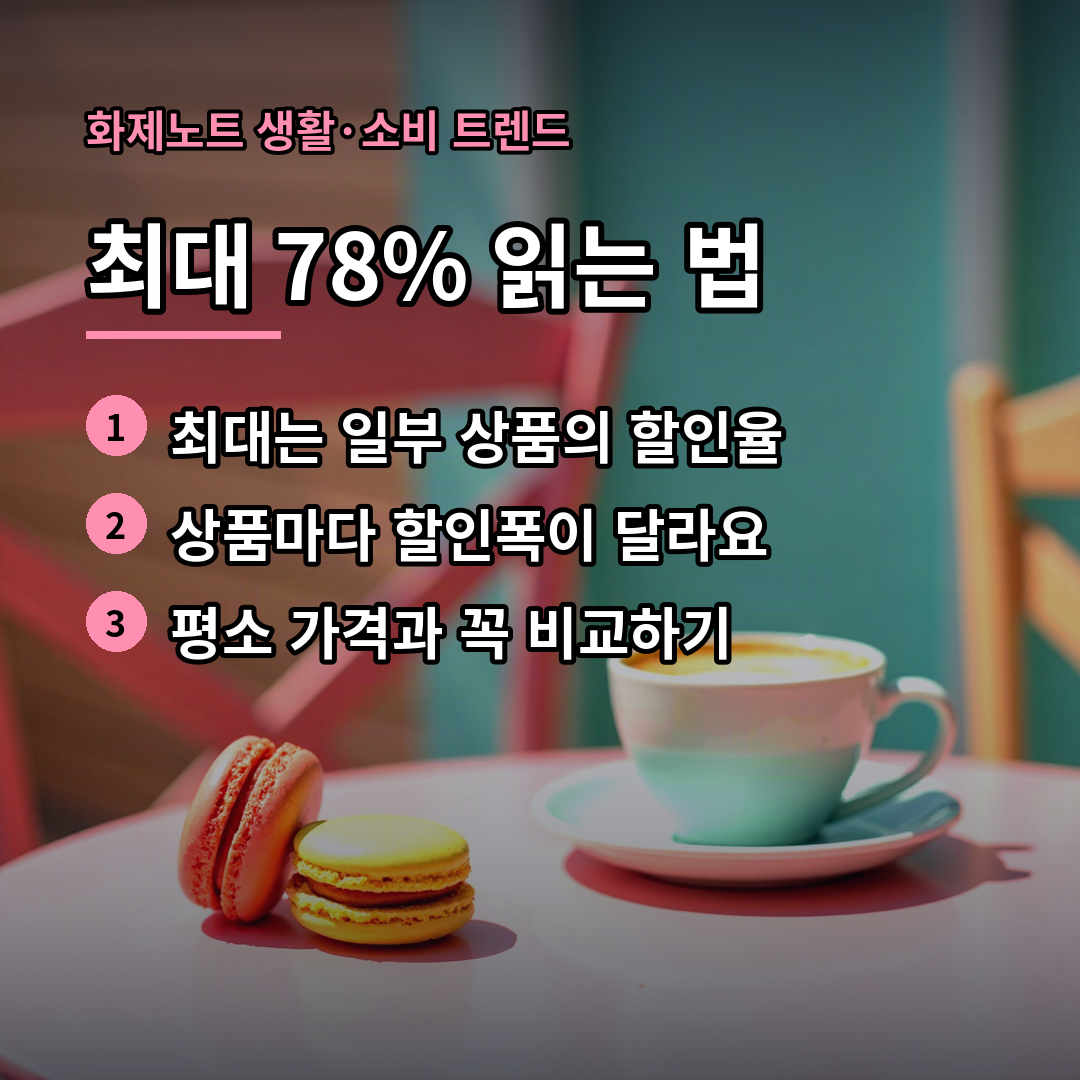 화제노트 생활·소비 트렌드
최대 78% 읽는 법
1 최대는 일부 상품의 할인율
2 상품마다 할인폭이 달라요
3 평소 가격과 꼭 비교하기